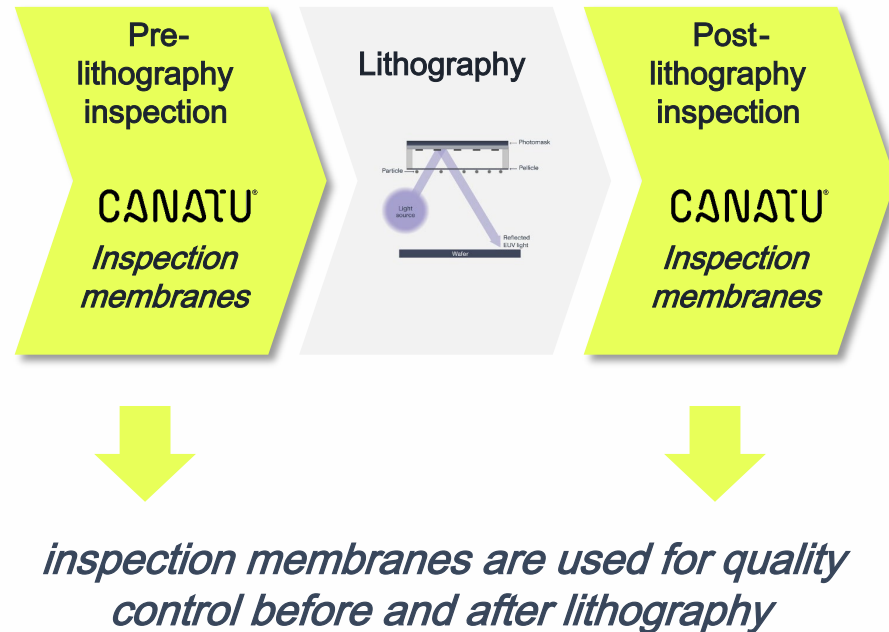 Pre-
lithography
inspection
CANATU®
Inspection
membranes
Lithography
Photomask
Particle
Pellicle
Light
source
Reflected
EUV light
Wafer
Post-
lithography
inspection
CANATU®
Inspection
membranes
inspection membranes are used for quality
control before and after lithography